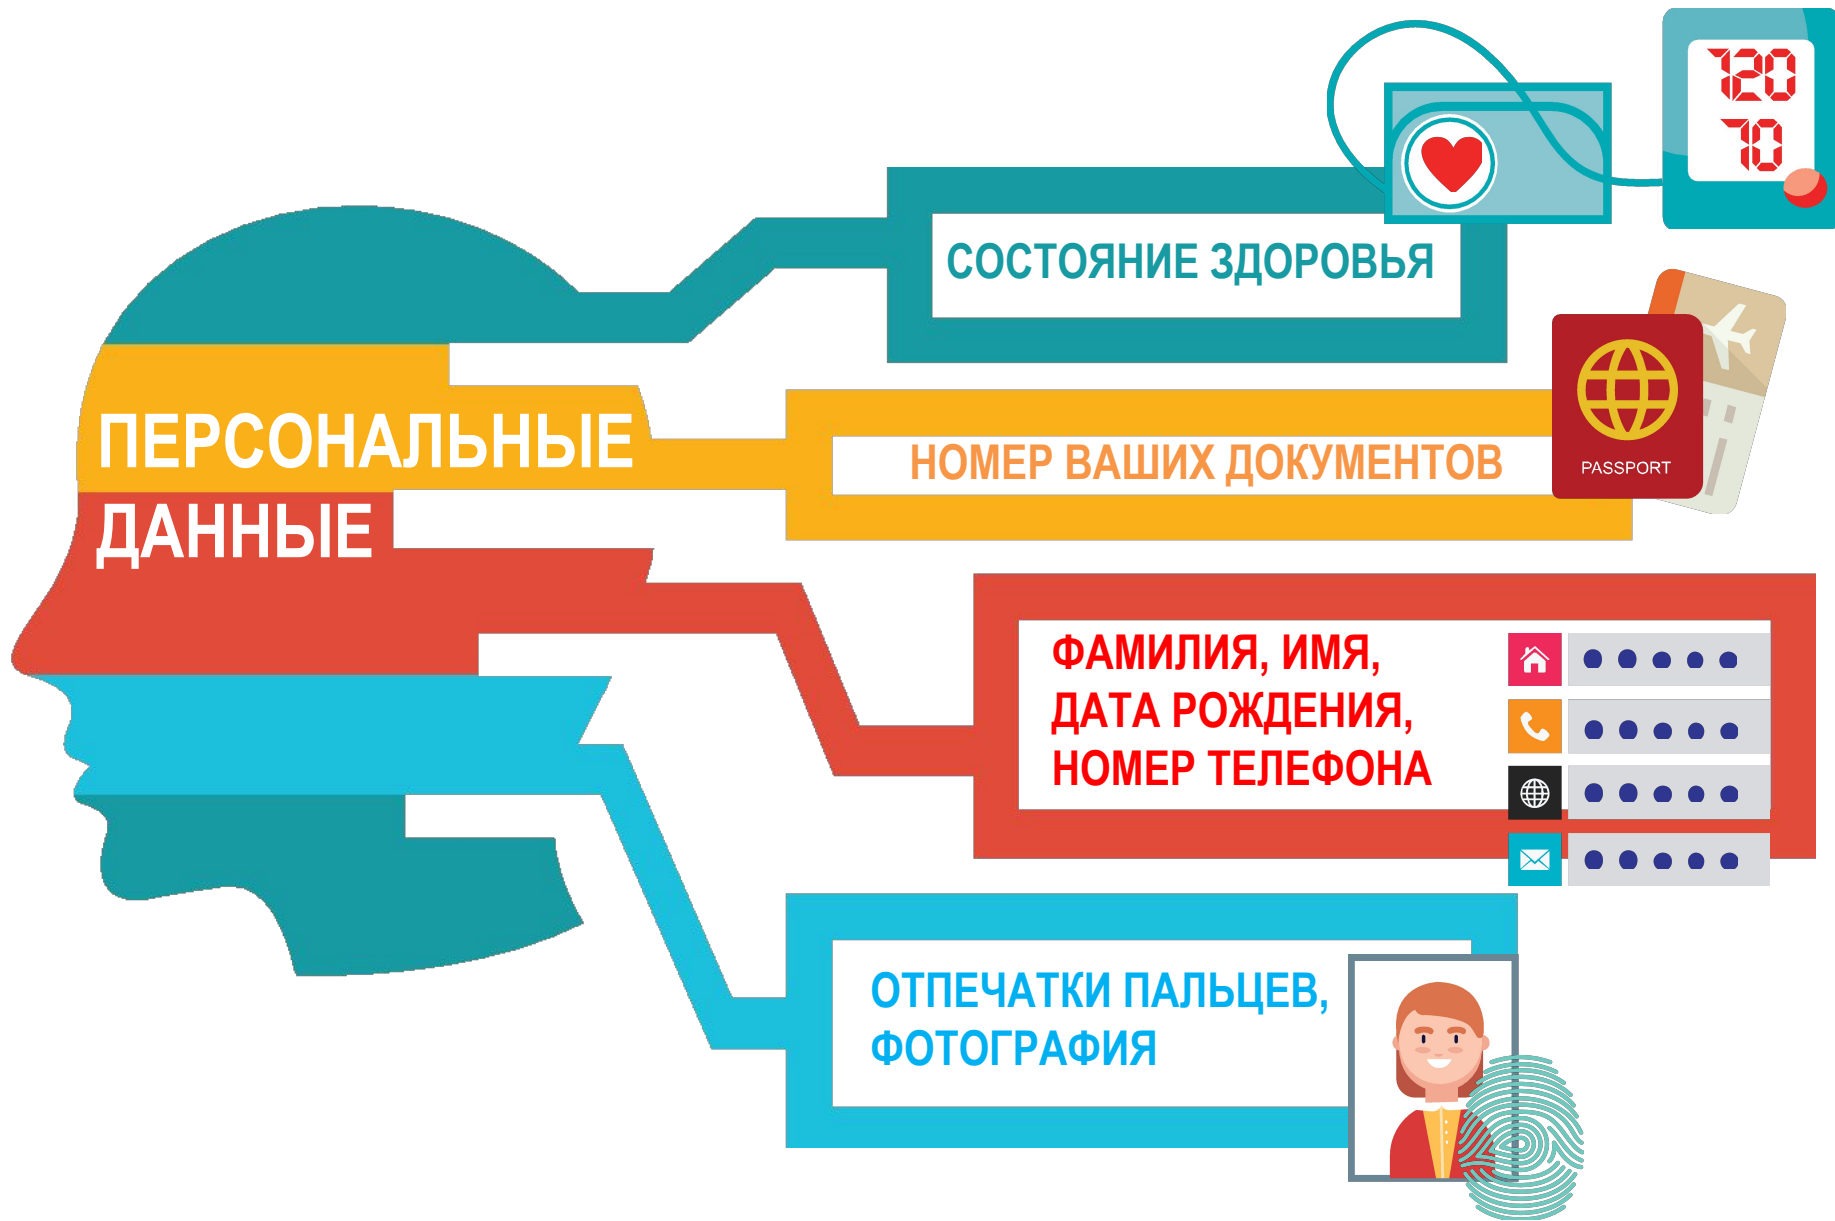 120
70
СОСТОЯНИЕ ЗДОРОВЬЯ
ПЕРСОНАЛЬНЫЕ
ДАННЫЕ
НОМЕР ВАШИХ ДОКУМЕНТОВ
PASSPORT
ФАМИЛИЯ, ИМЯ,
ДАТА РОЖДЕНИЯ,
НОМЕР ТЕЛЕФОНА
ОТПЕЧАТКИ ПАЛЬЦЕВ,
ФОТОГРАФИЯ